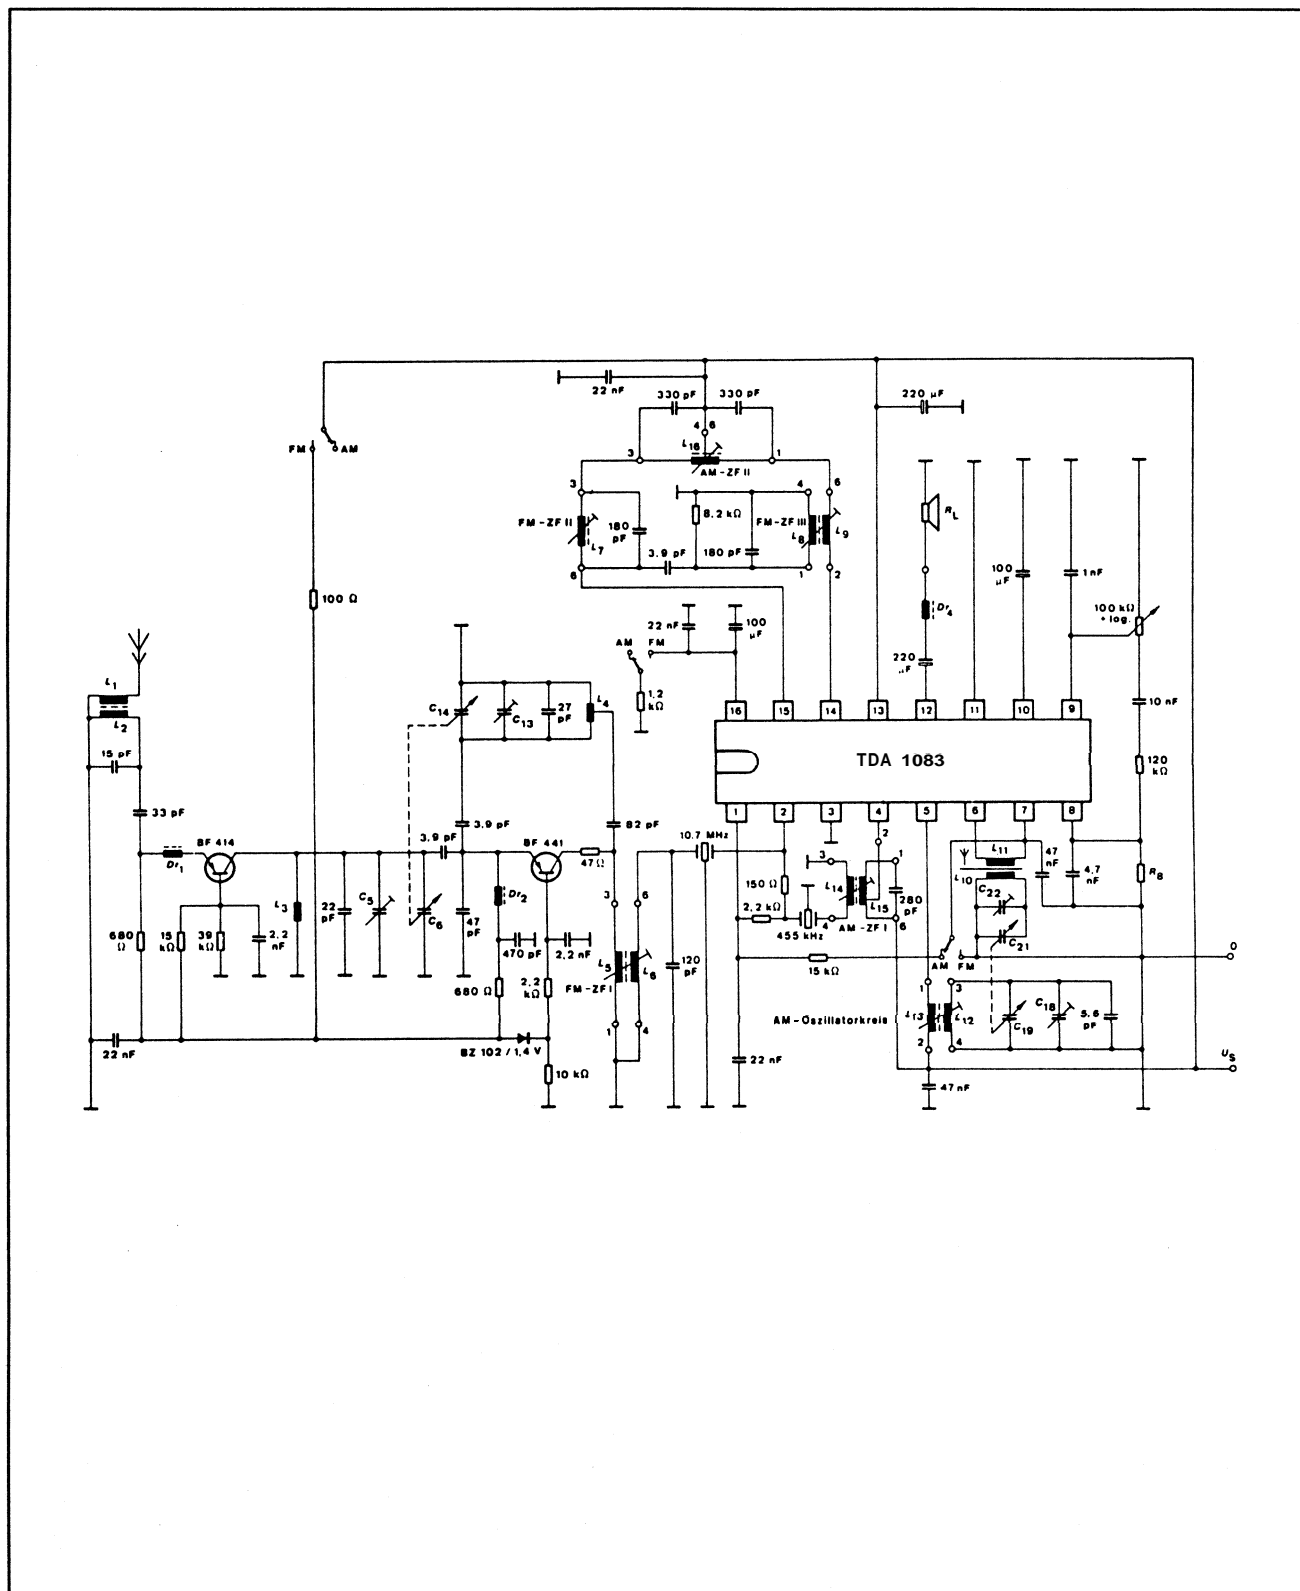 22 nF
330 pF 330 pF
220 µF
4 6
L16
3 1
AM-ZF II
FM AM
3 4 6
FM-ZF II
L7
180 pF
8,2 kΩ
FM-ZF III
L8 L9
3,9 pF
180 pF
6 1 2
RL
100 µF
1 nF
100 Ω
Dr4
100 kΩ
+ log.
22 nF
100 µF
AM FM
1,2 kΩ
220 µF
L1
L2
15 pF
33 pF
C14
C13
27 pF
L4
16 15 14 13 12 11 10 9
10 nF
TDA 1083
120 kΩ
1 2 3 4 5 6 7 8
3,9 pF
3,9 pF
82 pF
BF 414
BF 441
Dr1
47 Ω
10,7 MHz
2
3 1
L14
L15
150 Ω
280 pF
2,2 kΩ
4 6
455 kHz
AM-ZF I
L11
L10
47 nF
4,7 nF
R8
C22
C21
680 Ω
15 kΩ
39 kΩ
2,2 nF
L3
22 pF
C5
C6
47 pF
Dr2
470 pF
2,2 nF
680 Ω
2,2 kΩ
3 6
L5 L6
FM-ZF I
1 4
120 pF
15 kΩ
AM FM
0
1 3
L13 L12
C19
C18
5,6 pF
AM-Oszillatorkreis
2 4
22 nF
BZ 102 / 1,4 V
10 kΩ
22 nF
47 nF
US